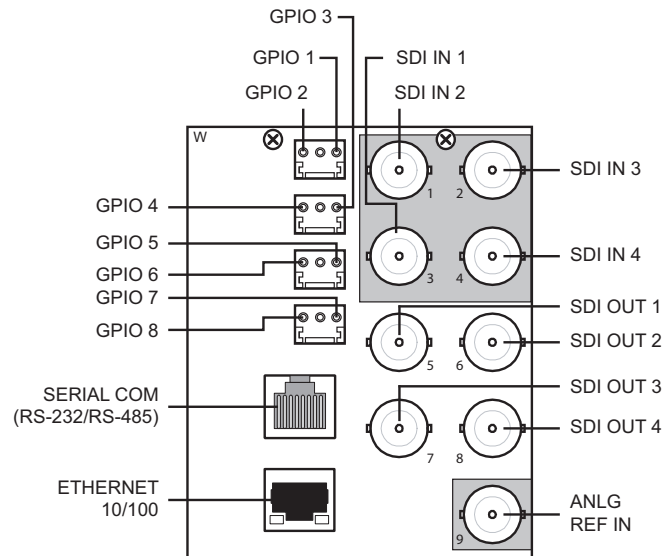 GPIO 3
GPIO 1
SDI IN 1
GPIO 2
SDI IN 2
W
1
2
SDI IN 3
GPIO 4
GPIO 5
GPIO 6
3
4
SDI IN 4
GPIO 7
GPIO 8
SDI OUT 1
5
6
SDI OUT 2
SERIAL COM
(RS-232/RS-485)
SDI OUT 3
7
8
SDI OUT 4
ETHERNET
10/100
9
ANLG
REF IN